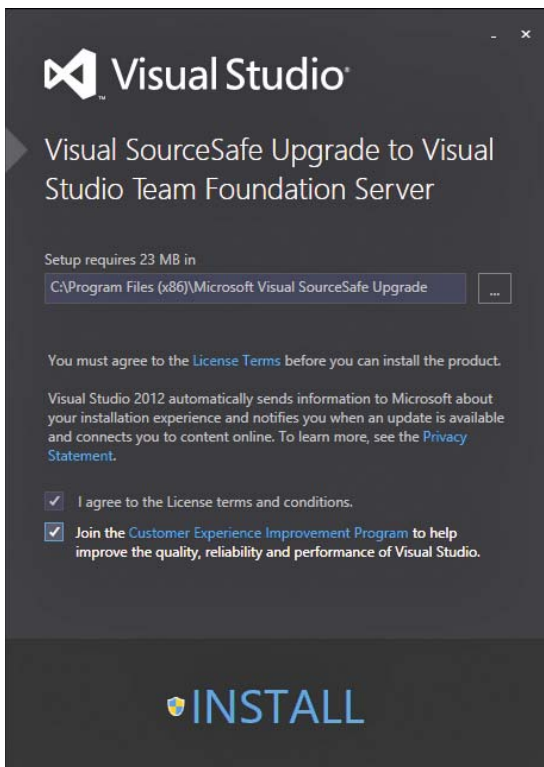 Visual Studio
Visual SourceSafe Upgrade to Visual
Studio Team Foundation Server
Setup requires 23 MB in
C:\Program Files (x86)\Microsoft Visual SourceSafe Upgrade
...
You must agree to the License Terms before you can install the product.
Visual Studio 2012 automatically sends information to Microsoft about
your installation experience and notifies you when an update is available
and connects you to content online. To learn more, see the Privacy
Statement.
I agree to the License terms and conditions.
Join the Customer Experience Improvement Program to help
improve the quality, reliability and performance of Visual Studio.
INSTALL